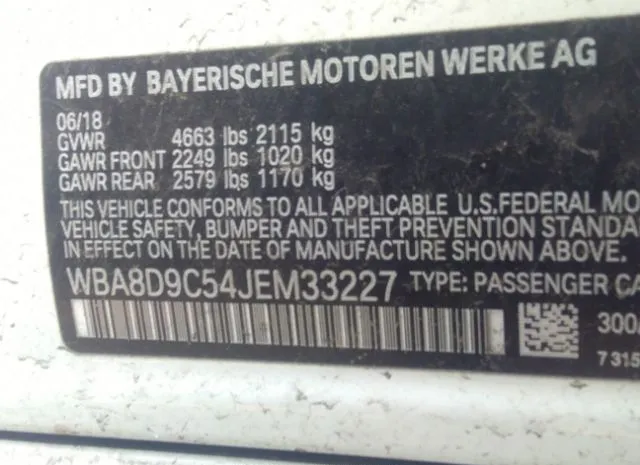 MFD BY BAYERISCHE MOTOREN WERKE AG
06/18
GVWR 4663 lbs 2115 kg
GAWR FRONT 2249 lbs 1020 kg
GAWR REAR 2579 lbs 1170 kg
THIS VEHICLE CONFORMS TO ALL APPLICABLE U.S.FEDERAL MO
VEHICLE SAFETY, BUMPER AND THEFT PREVENTION STANDA
IN EFFECT ON THE DATE OF MANUFACTURE SHOWN ABOVE.
WBA8D9C54JEM33227 TYPE: PASSENGER CA
300
7315